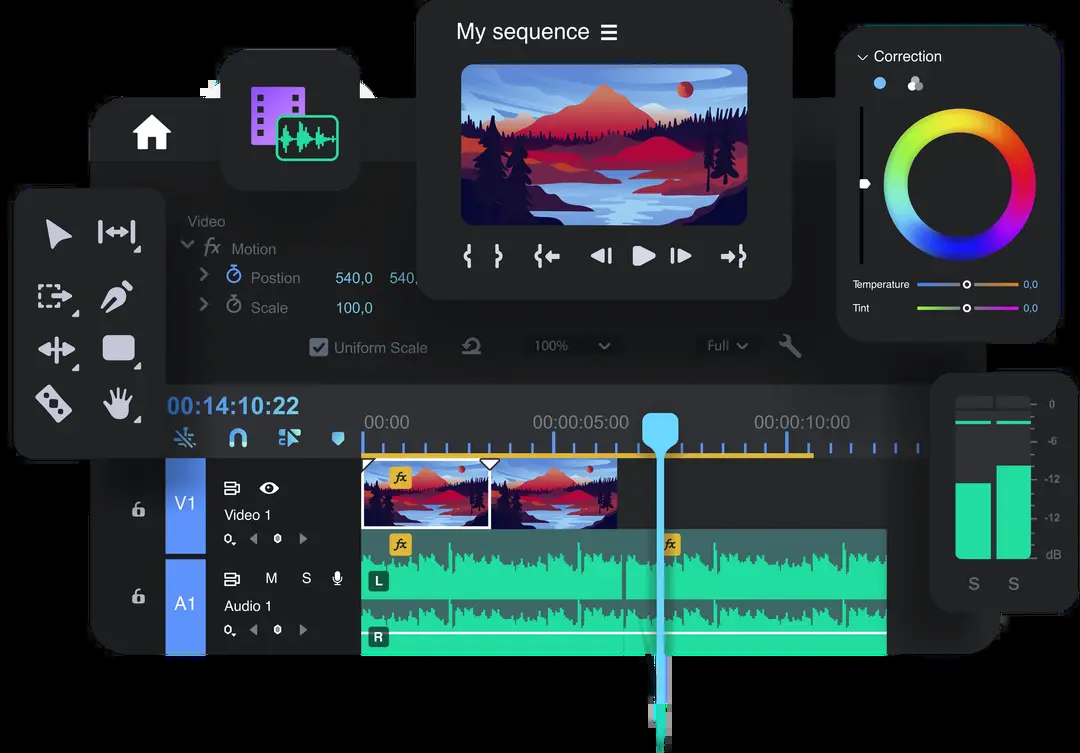 My sequence
Correction
Temperature 0,0
Tint 0,0
Video
fx Motion
Postion 540,0 540,
Scale 100,0
Uniform Scale 100% Full
00:14:10:22
00:00 00:00:05:00 00:00:10:00
V1
Video 1
fx
A1
M S
Audio 1
fx fx
L
R
0
-6
-12
-12
dB
S S